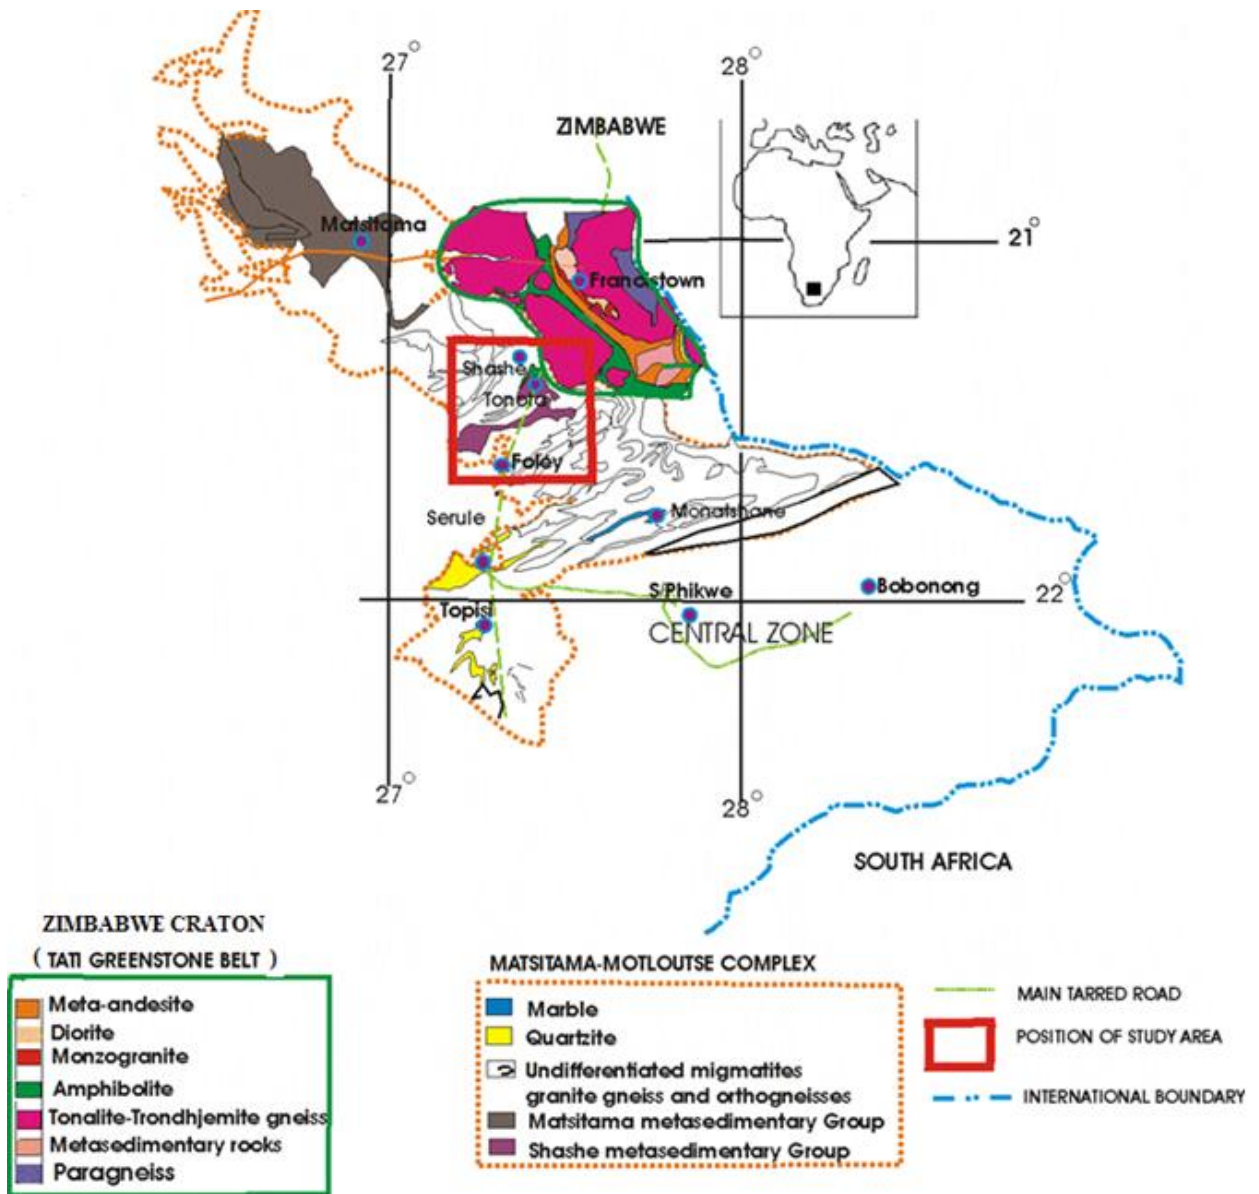 27°
28°
ZIMBABWE
Matsitama
21°
Francistown
Shashe
Tonota
Foley
Serule
Monatshane
S/Phikwe
Bobonong
22°
Topisi
CENTRAL ZONE
27°
28°
SOUTH AFRICA
ZIMBABWE CRATON
( TATI GREENSTONE BELT )
Meta-andesite
Diorite
Monzogranite
Amphibolite
Tonalite-Trondhjemite gneiss
Metasedimentary rocks
Paragneiss
MATSITAMA-MOTLOUTSE COMPLEX
Marble
Quartzite
Undifferentiated migmatites
granite gneiss and orthogneisses
Matsitama metasedimentary Group
Shashe metasedimentary Group
MAIN TARRED ROAD
POSITION OF STUDY AREA
INTERNATIONAL BOUNDARY